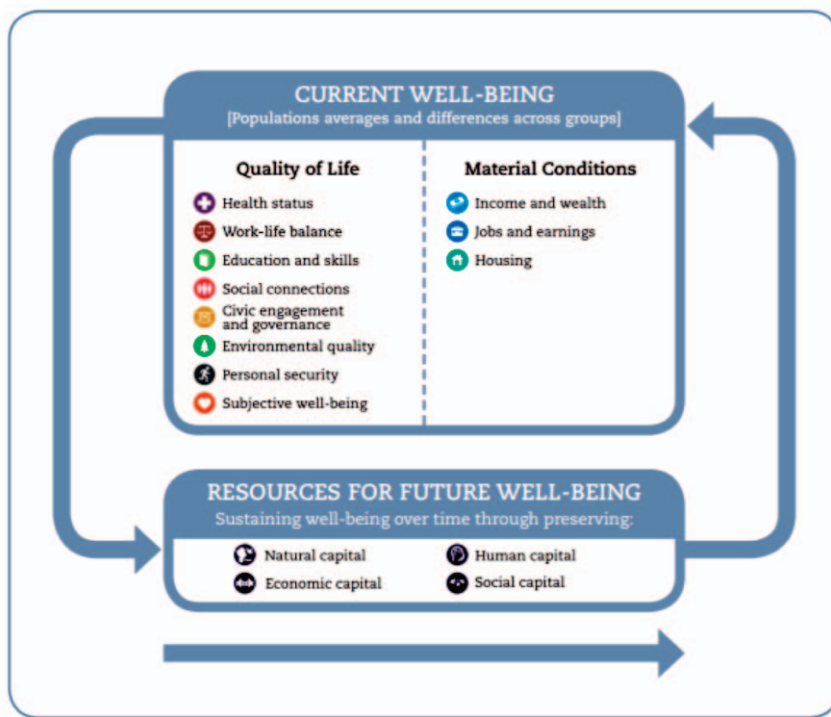 CURRENT WELL-BEING
[Populations averages and differences across groups]
Quality of Life
Health status
Work-life balance
Education and skills
Social connections
Civic engagement
and governance
Environmental quality
Personal security
Subjective well-being
Material Conditions
Income and wealth
Jobs and earnings
Housing
RESOURCES FOR FUTURE WELL-BEING
Sustaining well-being over time through preserving:
Natural capital
Economic capital
Human capital
Social capital